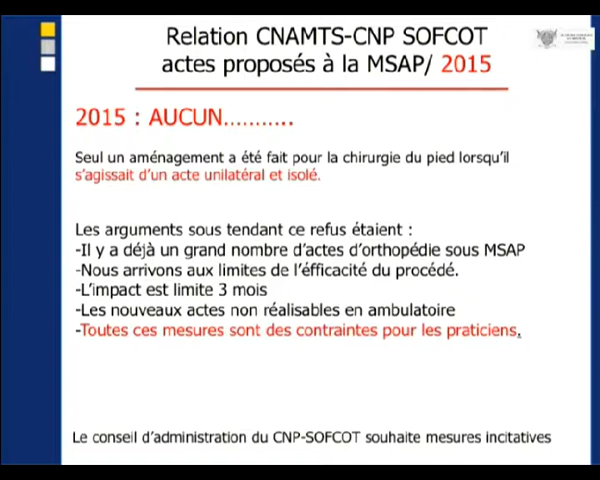 Relation CNAMTS-CNP SOFCOT
actes proposés à la MSAP/ 2015
2015 : AUCUN...........
Seul un aménagement a été fait pour la chirurgie du pied lorsqu'il
s'agissait d'un acte unilatéral et isolé.
Les arguments sous tendant ce refus étaient :
-Il y a déjà un grand nombre d'actes d'orthopédie sous MSAP
-Nous arrivons aux limites de l'éfficacité du procédé.
-L'impact est limite 3 mois
-Les nouveaux actes non réalisables en ambulatoire
-Toutes ces mesures sont des contraintes pour les praticiens.
Le conseil d'administration du CNP-SOFCOT souhaite mesures incitatives